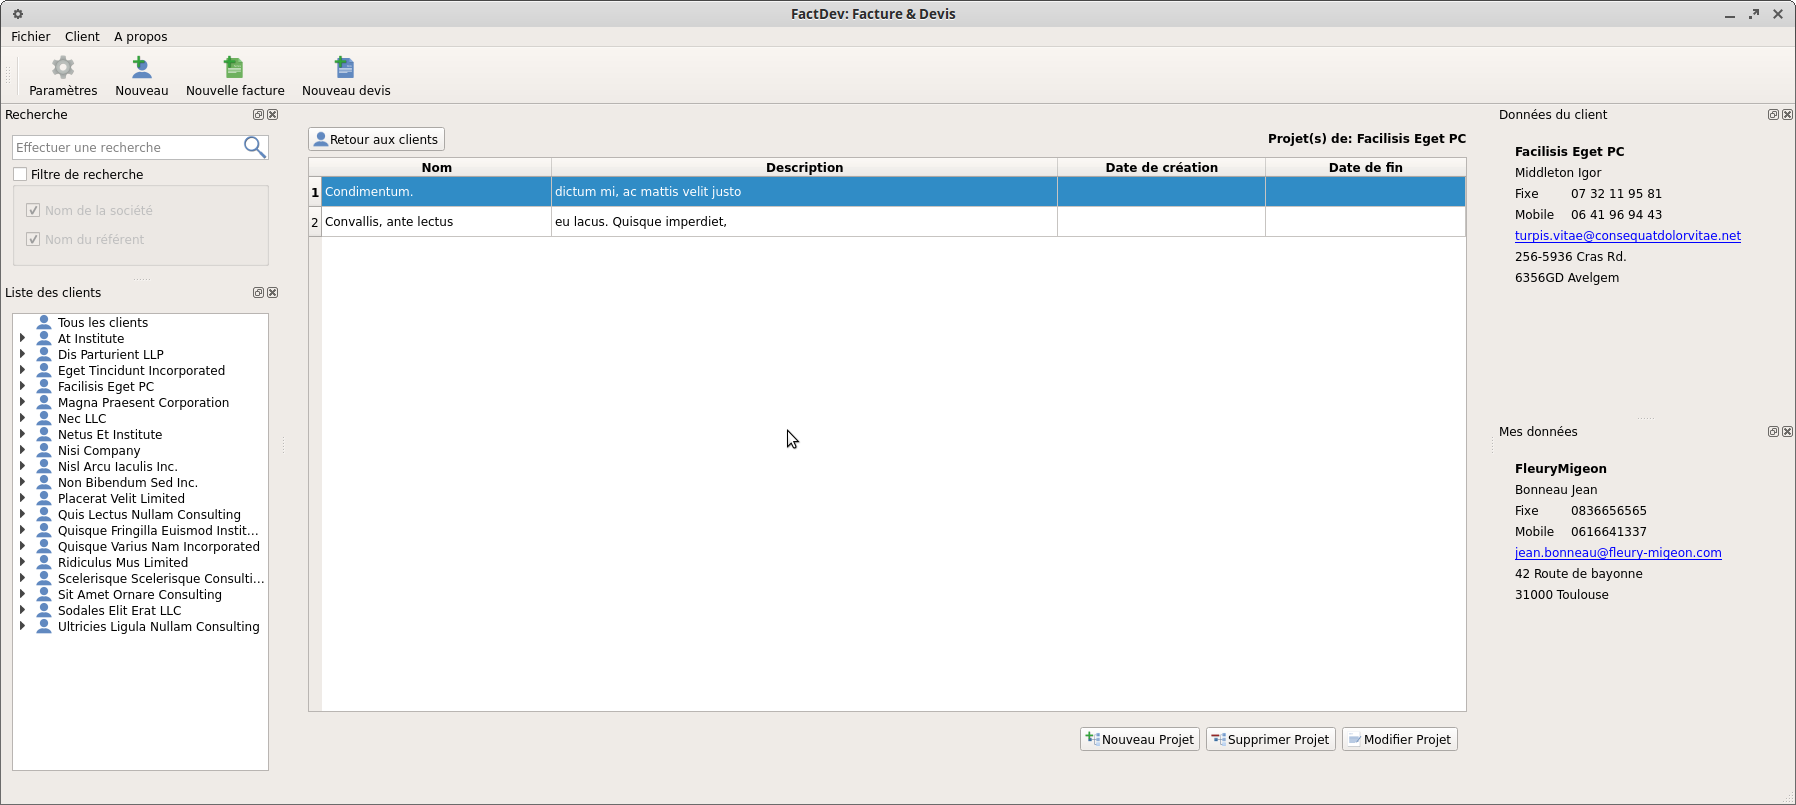 FactDev: Facture & Devis
Fichier Client A propos
Paramètres Nouveau Nouvelle facture Nouveau devis
Recherche
Effectuer une recherche
Filtre de recherche
Nom de la société
Nom du référent
Liste des clients
Tous les clients
At Institute
Dis Parturient LLP
Eget Tincidunt Incorporated
Facilisis Eget PC
Magna Praesent Corporation
Nec LLC
Netus Et Institute
Nisi Company
Nisl Arcu Iaculis Inc.
Non Bibendum Sed Inc.
Placerat Velit Limited
Quis Lectus Nullam Consulting
Quisque Fringilla Euismod Instit...
Quisque Varius Nam Incorporated
Ridiculus Mus Limited
Scelerisque Scelerisque Consulti...
Sit Amet Ornare Consulting
Sodales Elit Erat LLC
Ultricies Ligula Nullam Consulting
Retour aux clients Projet(s) de: Facilisis Eget PC
Nom Description Date de création Date de fin
1 Condimentum. dictum mi, ac mattis velit justo
2 Convallis, ante lectus eu lacus. Quisque imperdiet,
Nouveau Projet Supprimer Projet Modifier Projet
Données du client
Facilisis Eget PC
Middleton Igor
Fixe 07 32 11 95 81
Mobile 06 41 96 94 43
turpis.vitae@consequatdolorvitae.net
256-5936 Cras Rd.
6356GD Avelgem
Mes données
FleuryMigeon
Bonneau Jean
Fixe 0836656565
Mobile 0616641337
jean.bonneau@fleury-migeon.com
42 Route de bayonne
31000 Toulouse